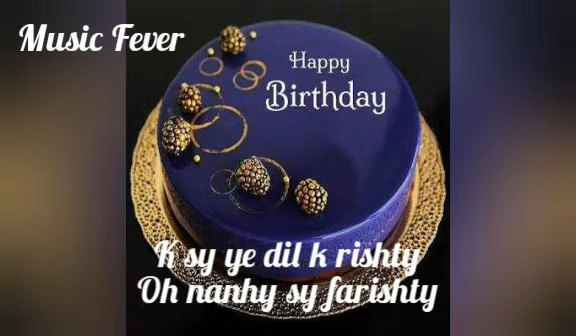 Music Fever
Happy
Birthday
K sy ye dil k rishty
Oh nanhy sy farishty